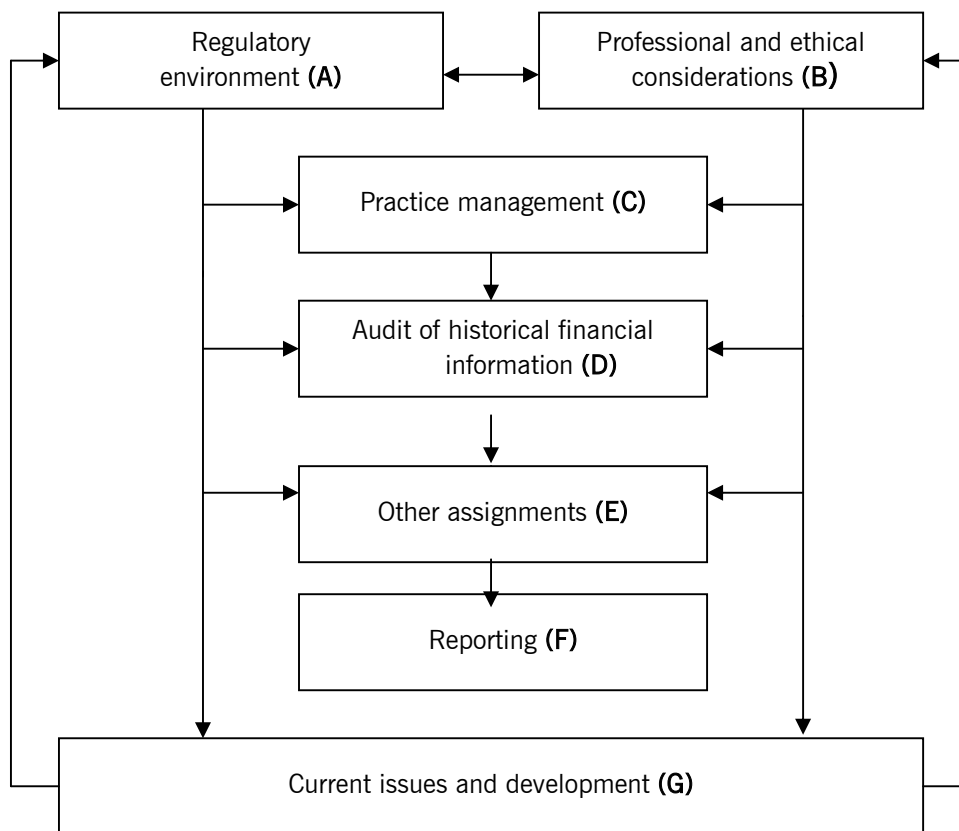 Regulatory
environment (A)
Professional and ethical
considerations (B)
Practice management (C)
Audit of historical financial
information (D)
Other assignments (E)
Reporting (F)
Current issues and development (G)